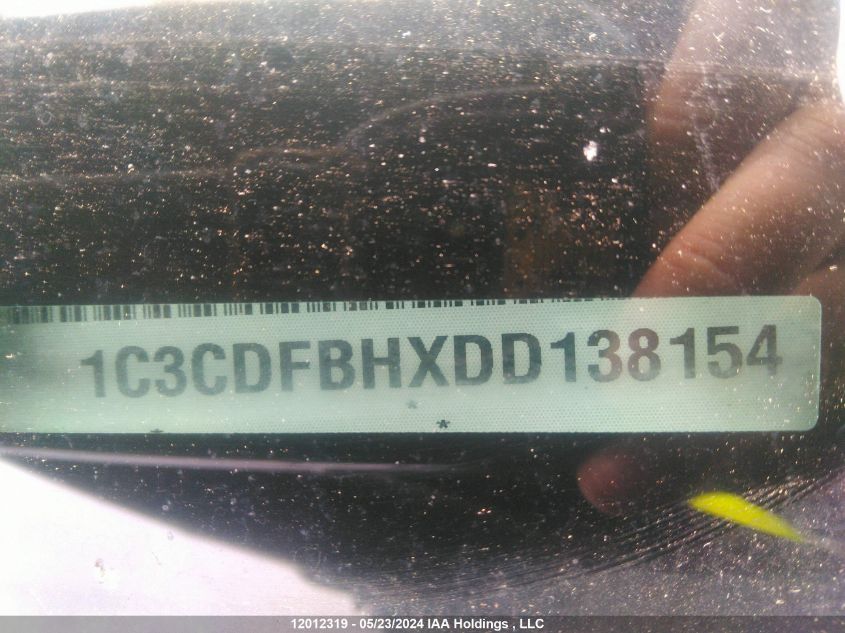 1C3CDFBHXDD138154
12012319 - 05/23/2024 IAA Holdings , LLC